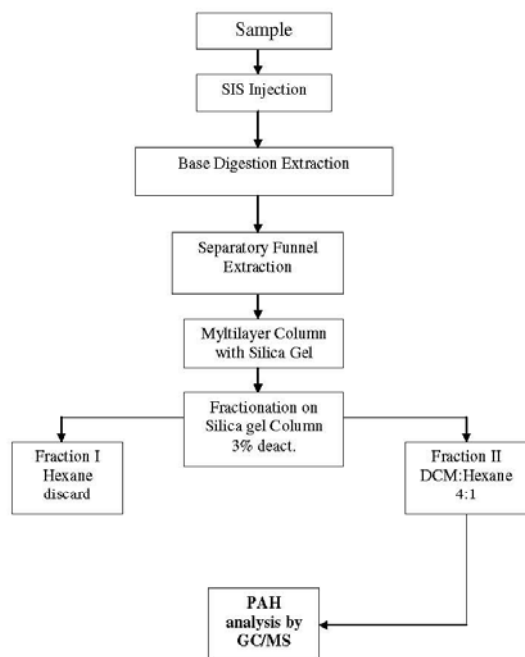 Sample
SIS Injection
Base Digestion Extraction
Separatory Funnel
Extraction
Myltilayer Column
with Silica Gel
Fractionation on
Silica gel Column
3% deact.
Fraction I
Hexane
discard
Fraction II
DCM:Hexane
4:1
PAH
analysis by
GC/MS